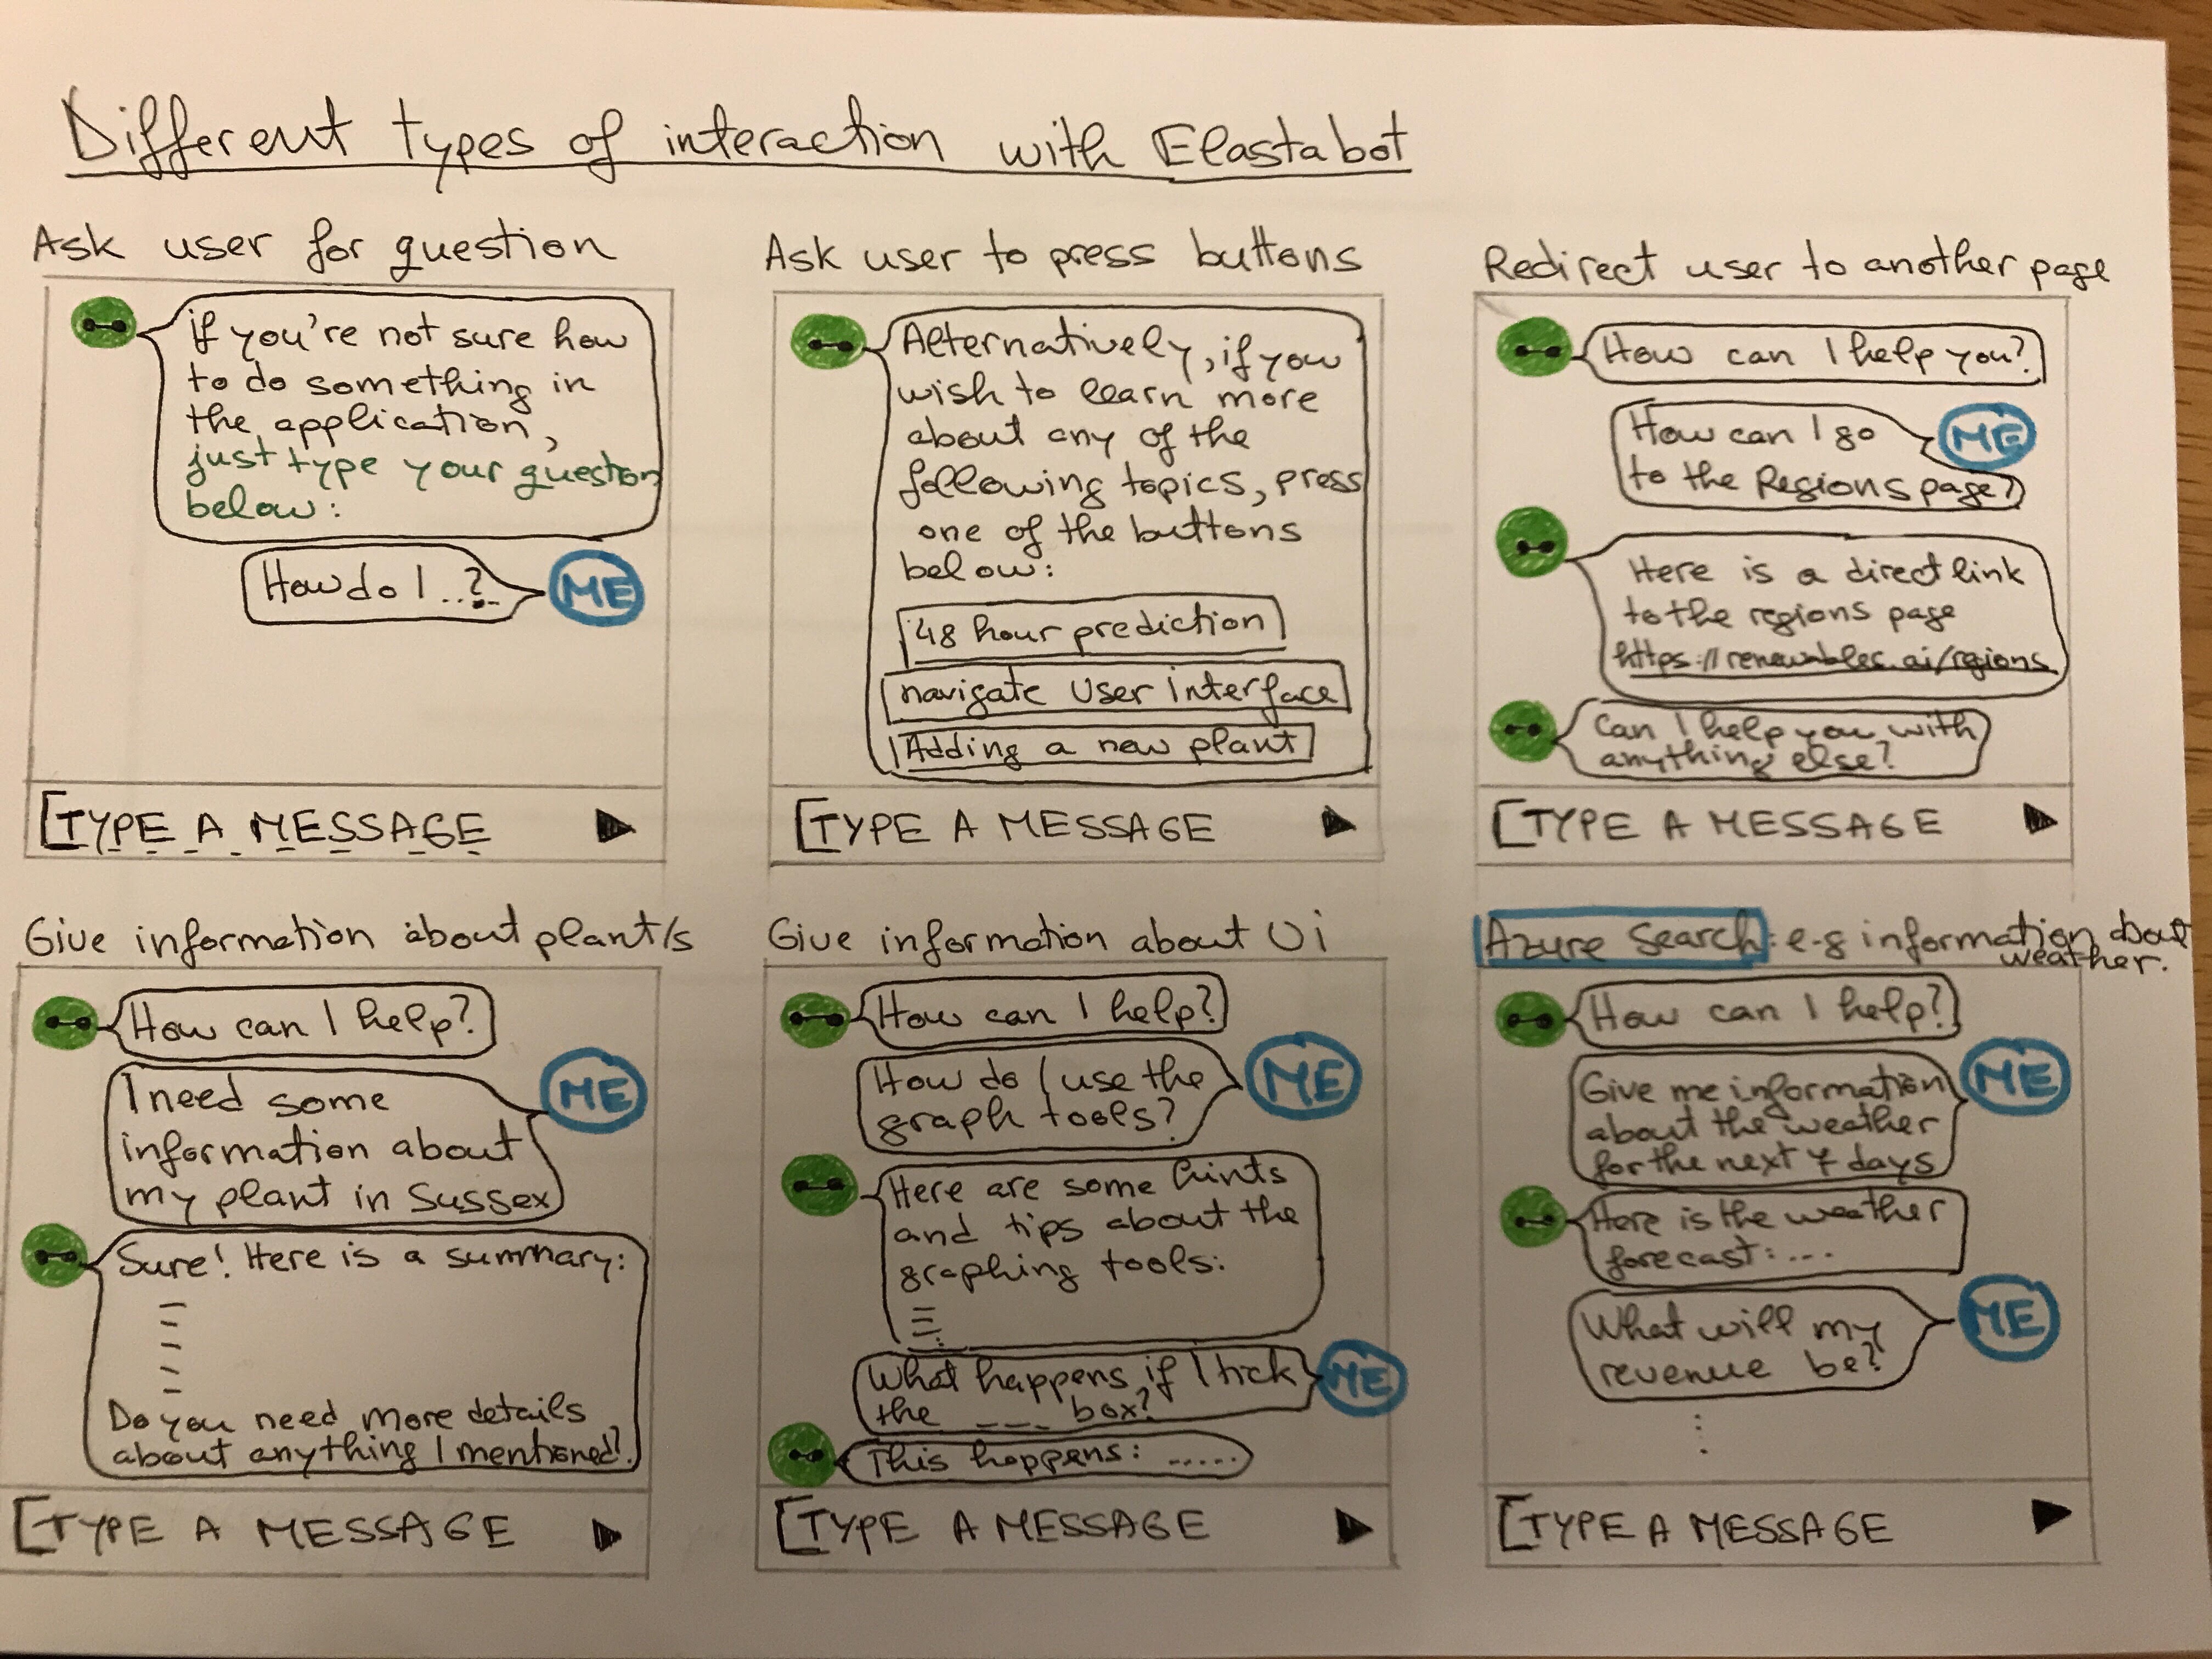 Different types of interaction with Elastabot
Ask user for question
if you're not sure how
to do something in
the application,
just type your question
below:
How do I ..?
ME
[TYPE A MESSAGE
Ask user to press buttons
Alternatively, if you
wish to learn more
about any of the
following topics, press
one of the buttons
below:
48 hour prediction
navigate User interface
Adding a new plant
[TYPE A MESSAGE
Redirect user to another page
How can I help you?
How can I go
to the Regions page?
ME
Here is a direct link
to the regions page
https://renewables.ai/regions
Can I help you with
anything else?
[TYPE A MESSAGE
Give information about plant/s
How can I help?
ME
I need some
information about
my plant in Sussex
Sure! Here is a summary:
Do you need more details
about anything I mentioned?
[TYPE A MESSAGE
Give information about Ui
How can I help?
How do I use the
graph tools?
ME
Here are some hints
and tips about the
graphing tools:
What happens if I tick
the _ _ _ box?
ME
This happens: .....
[TYPE A MESSAGE
Azure Search: e-g information about
weather.
How can I help?
Give me information
about the weather
for the next 7 days
ME
Here is the weather
forecast: ...
What will my
revenue be?
ME
[TYPE A MESSAGE